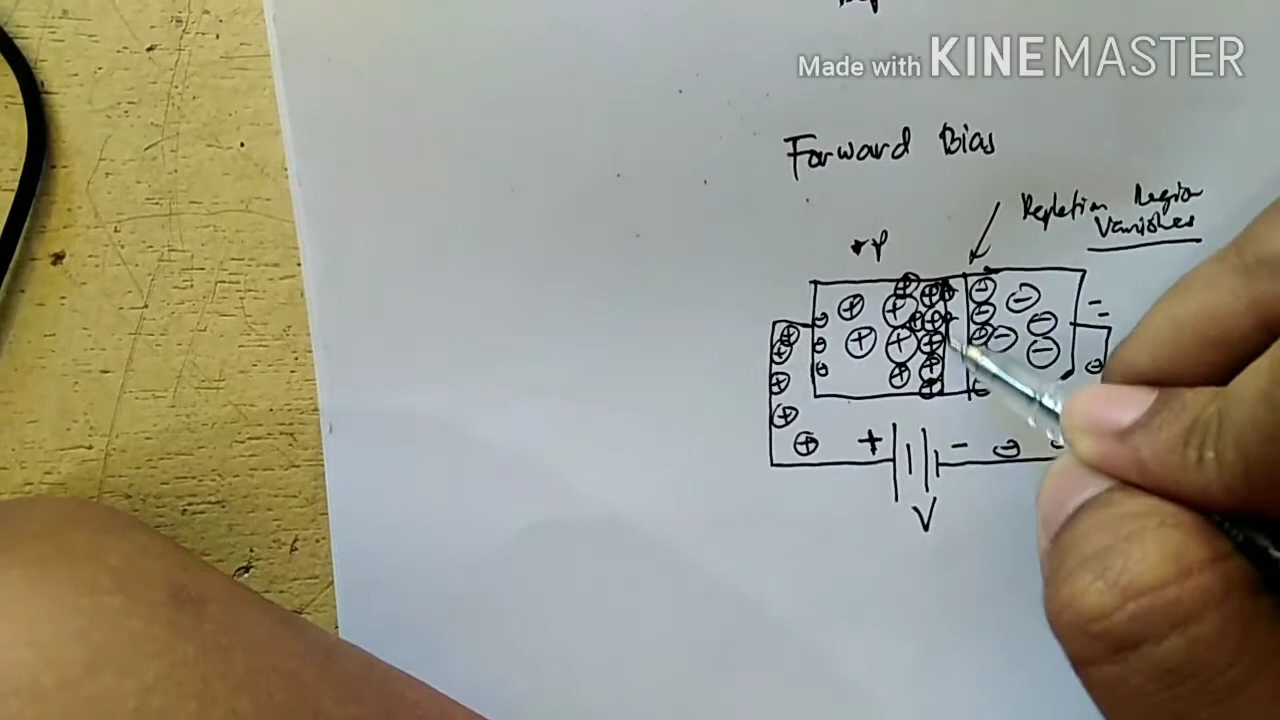 Made with KINEMASTER
Forward Bias
Depletion Region
Vanishes
P
+ -
V